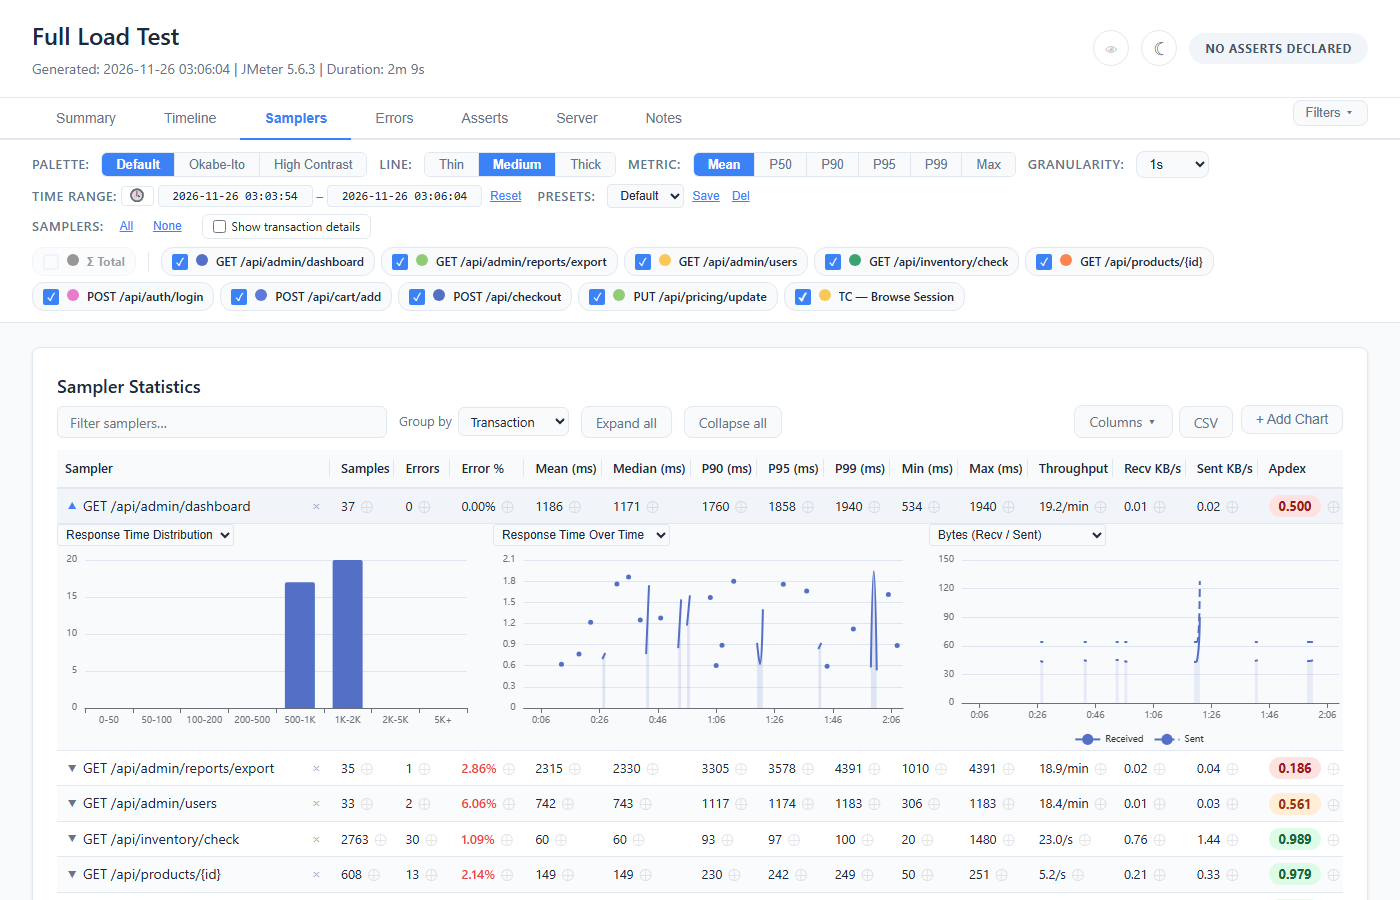 Full Load Test
Generated: 2026-11-26 03:06:04 | JMeter 5.6.3 | Duration: 2m 9s
NO ASSERTS DECLARED
Summary Timeline Samplers Errors Asserts Server Notes Filters
PALETTE: Default Okabe-Ito High Contrast LINE: Thin Medium Thick METRIC: Mean P50 P90 P95 P99 Max GRANULARITY: 1s
TIME RANGE: 2026-11-26 03:03:54 – 2026-11-26 03:06:04 Reset PRESETS: Default Save Del
SAMPLERS: All None Show transaction details
Σ Total GET /api/admin/dashboard GET /api/admin/reports/export GET /api/admin/users GET /api/inventory/check GET /api/products/{id}
POST /api/auth/login POST /api/cart/add POST /api/checkout PUT /api/pricing/update TC — Browse Session
Sampler Statistics
Filter samplers... Group by Transaction Expand all Collapse all Columns CSV + Add Chart
Sampler Samples Errors Error % Mean (ms) Median (ms) P90 (ms) P95 (ms) P99 (ms) Min (ms) Max (ms) Throughput Recv KB/s Sent KB/s Apdex
GET /api/admin/dashboard × 37 0 0.00% 1186 1171 1760 1858 1940 534 1940 19.2/min 0.01 0.02 0.500
Response Time Distribution
20
15
10
5
0
0-50 50-100 100-200 200-500 500-1K 1K-2K 2K-5K 5K+
Response Time Over Time
2.1
1.8
1.5
1.2
0.9
0.6
0.3
0
0:06 0:26 0:46 1:06 1:26 1:46 2:06
Bytes (Recv / Sent)
150
120
90
60
30
0
0:06 0:26 0:46 1:06 1:26 1:46 2:06
Received Sent
GET /api/admin/reports/export × 35 1 2.86% 2315 2330 3305 3578 4391 1010 4391 18.9/min 0.02 0.04 0.186
GET /api/admin/users × 33 2 6.06% 742 743 1117 1174 1183 306 1183 18.4/min 0.01 0.03 0.561
GET /api/inventory/check × 2763 30 1.09% 60 60 93 97 100 20 1480 23.0/s 0.76 1.44 0.989
GET /api/products/{id} × 608 13 2.14% 149 149 230 242 249 50 251 5.2/s 0.21 0.33 0.979